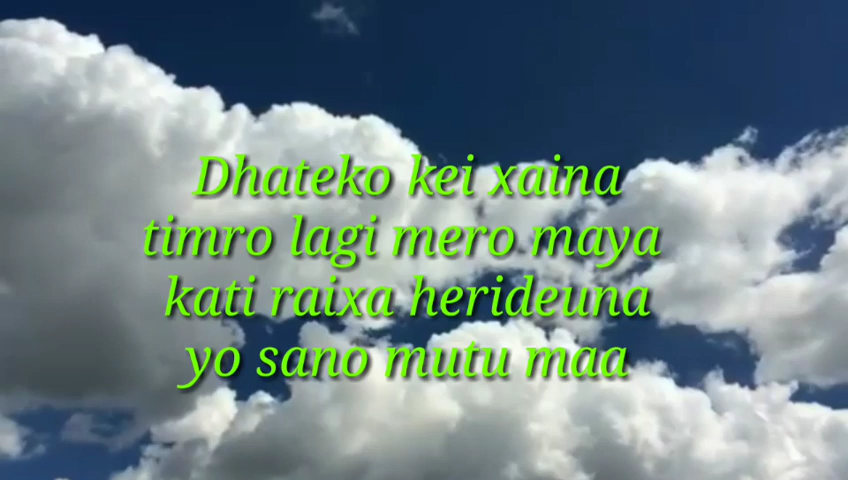 Dhateko kei xaina
timro lagi mero maya
kati raixa herideuna
yo sano mutu maa